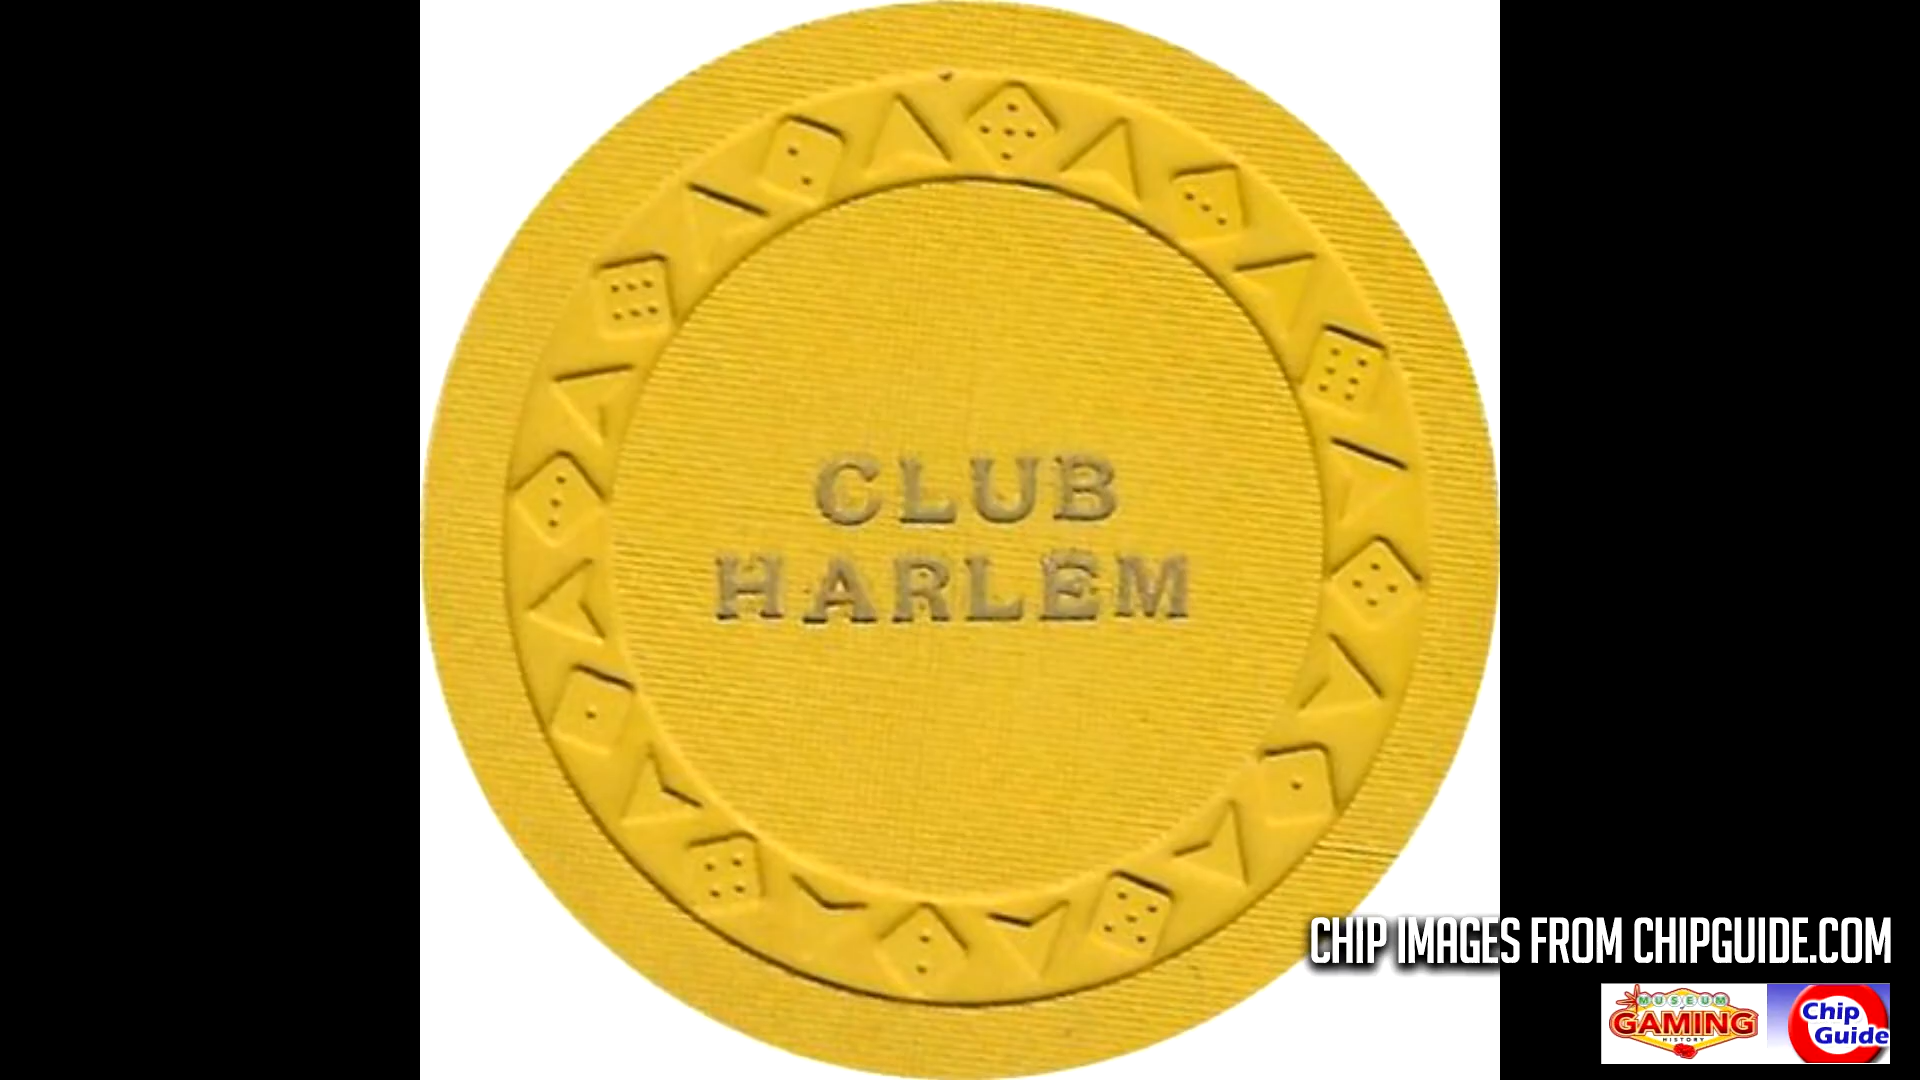 CLUB
HARLEM
CHIP IMAGES FROM CHIPGUIDE.COM
MUSEUM
GAMING
HISTORY
Chip
Guide